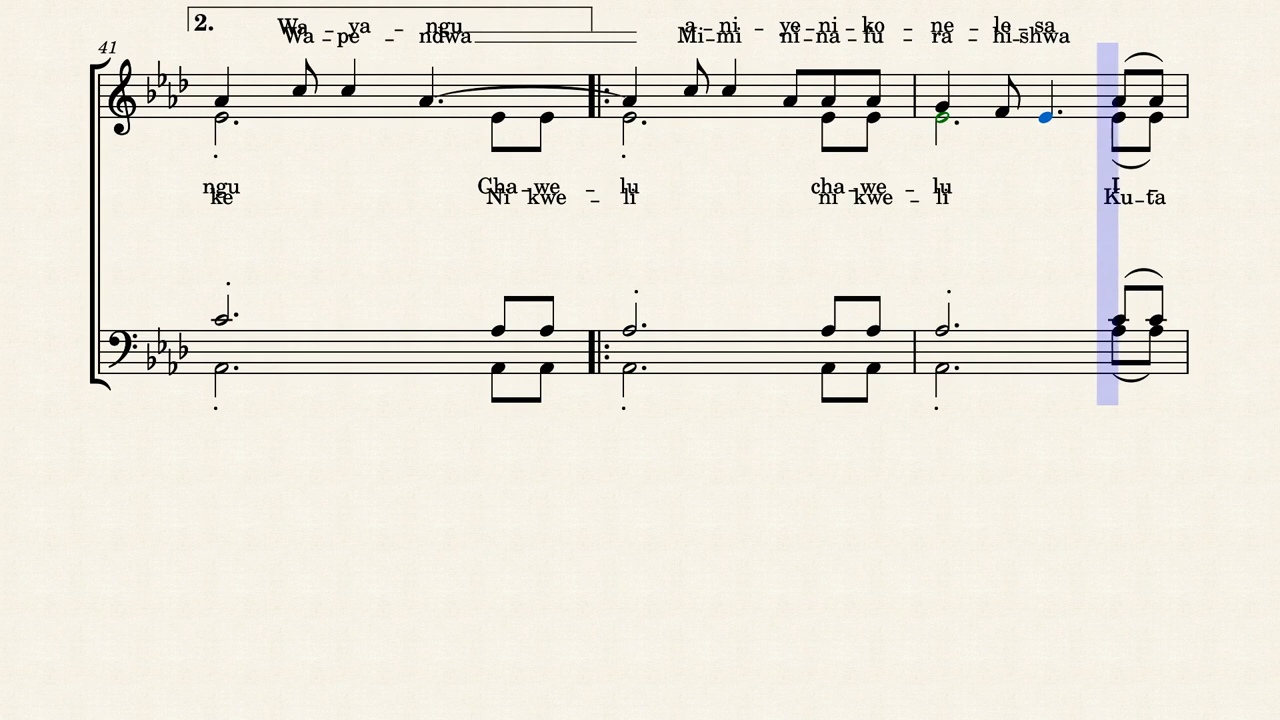 2.
Wa – ya – ngu a – ni – ye – ni – ko – ne – le – sa
Wa – pe – ndwa Mi – mi ni – na – fu – ra – hi – shwa
41
ngu Cha – we – lu cha – we – lu I –
ke Ni kwe – li ni kwe – li Ku – ta